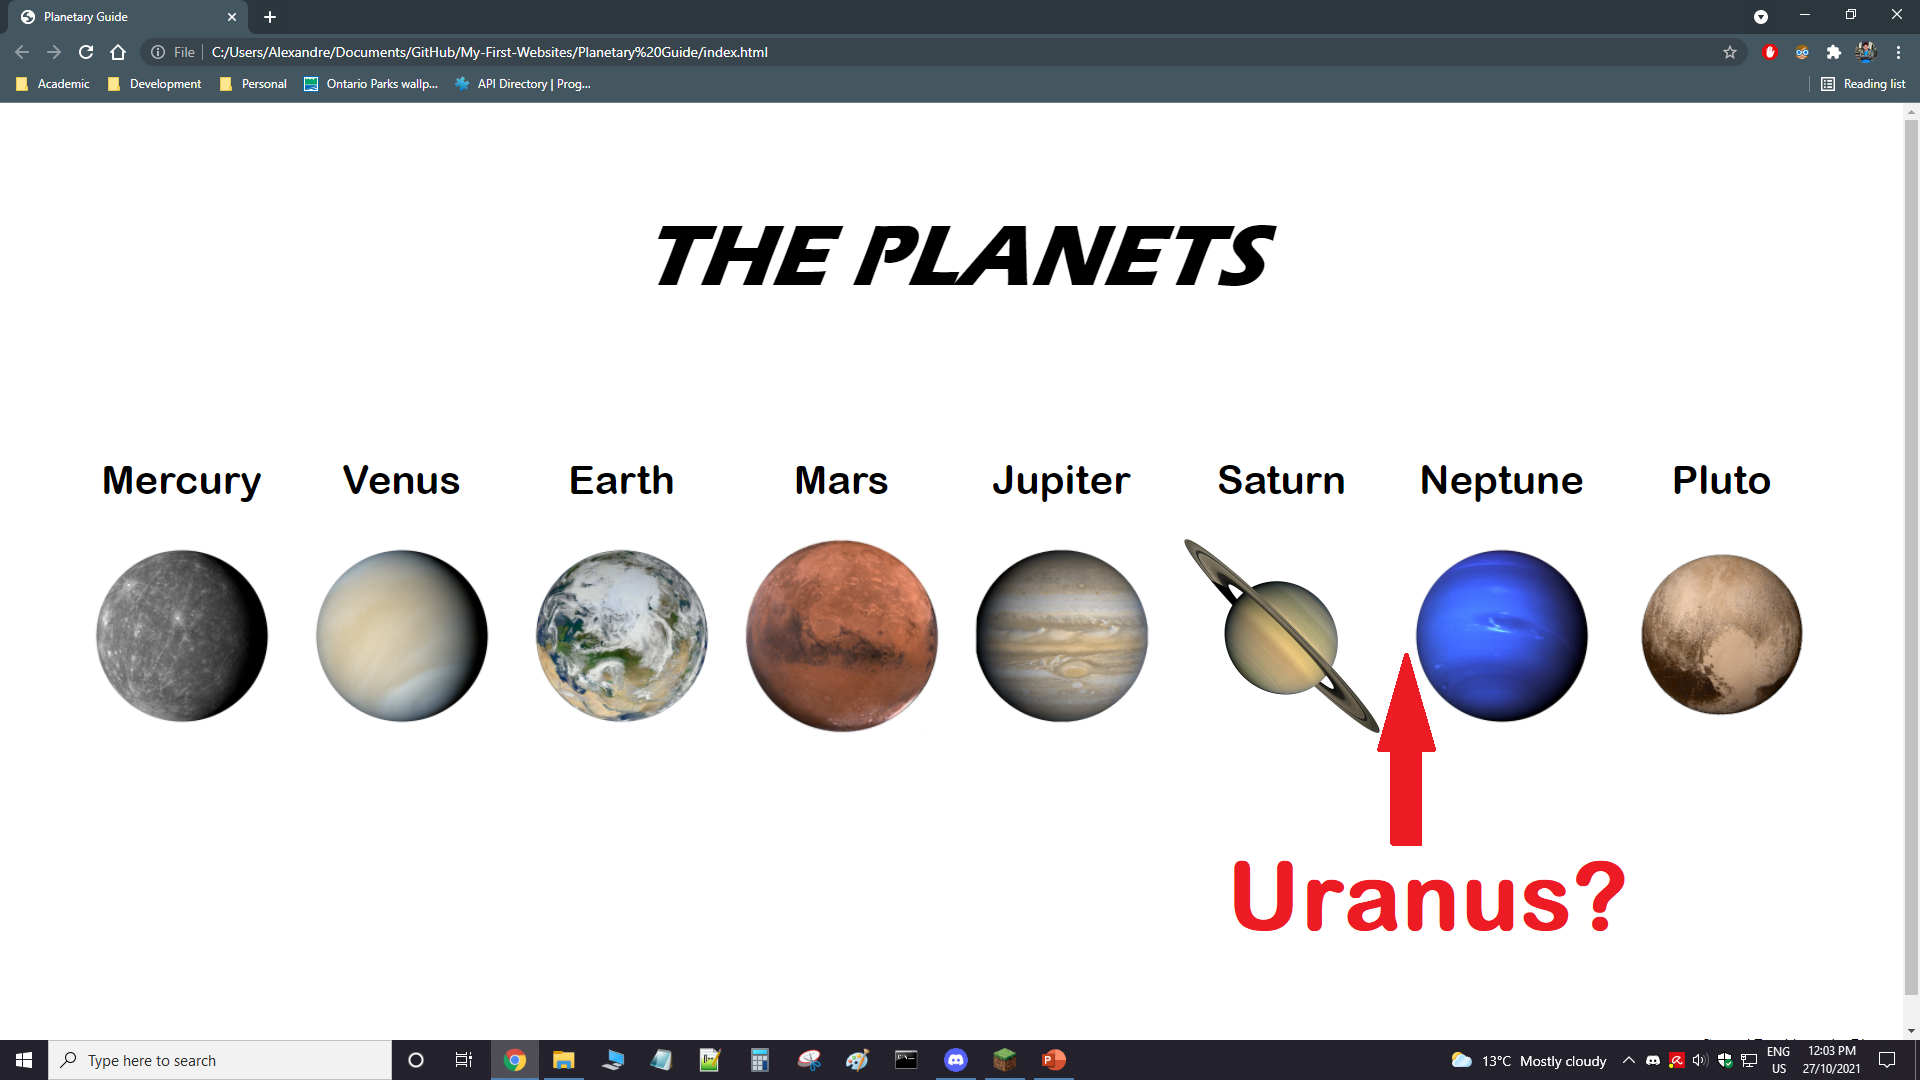 Planetary Guide
File
C:/Users/Alexandre/Documents/GitHub/My-First-Websites/Planetary%20Guide/index.html
Academic Development Personal Ontario Parks wallp... API Directory | Prog... Reading list
THE PLANETS
Mercury Venus Earth Mars Jupiter Saturn Neptune Pluto
Uranus?
Type here to search
13°C Mostly cloudy
ENG
US
12:03 PM
27/10/2021